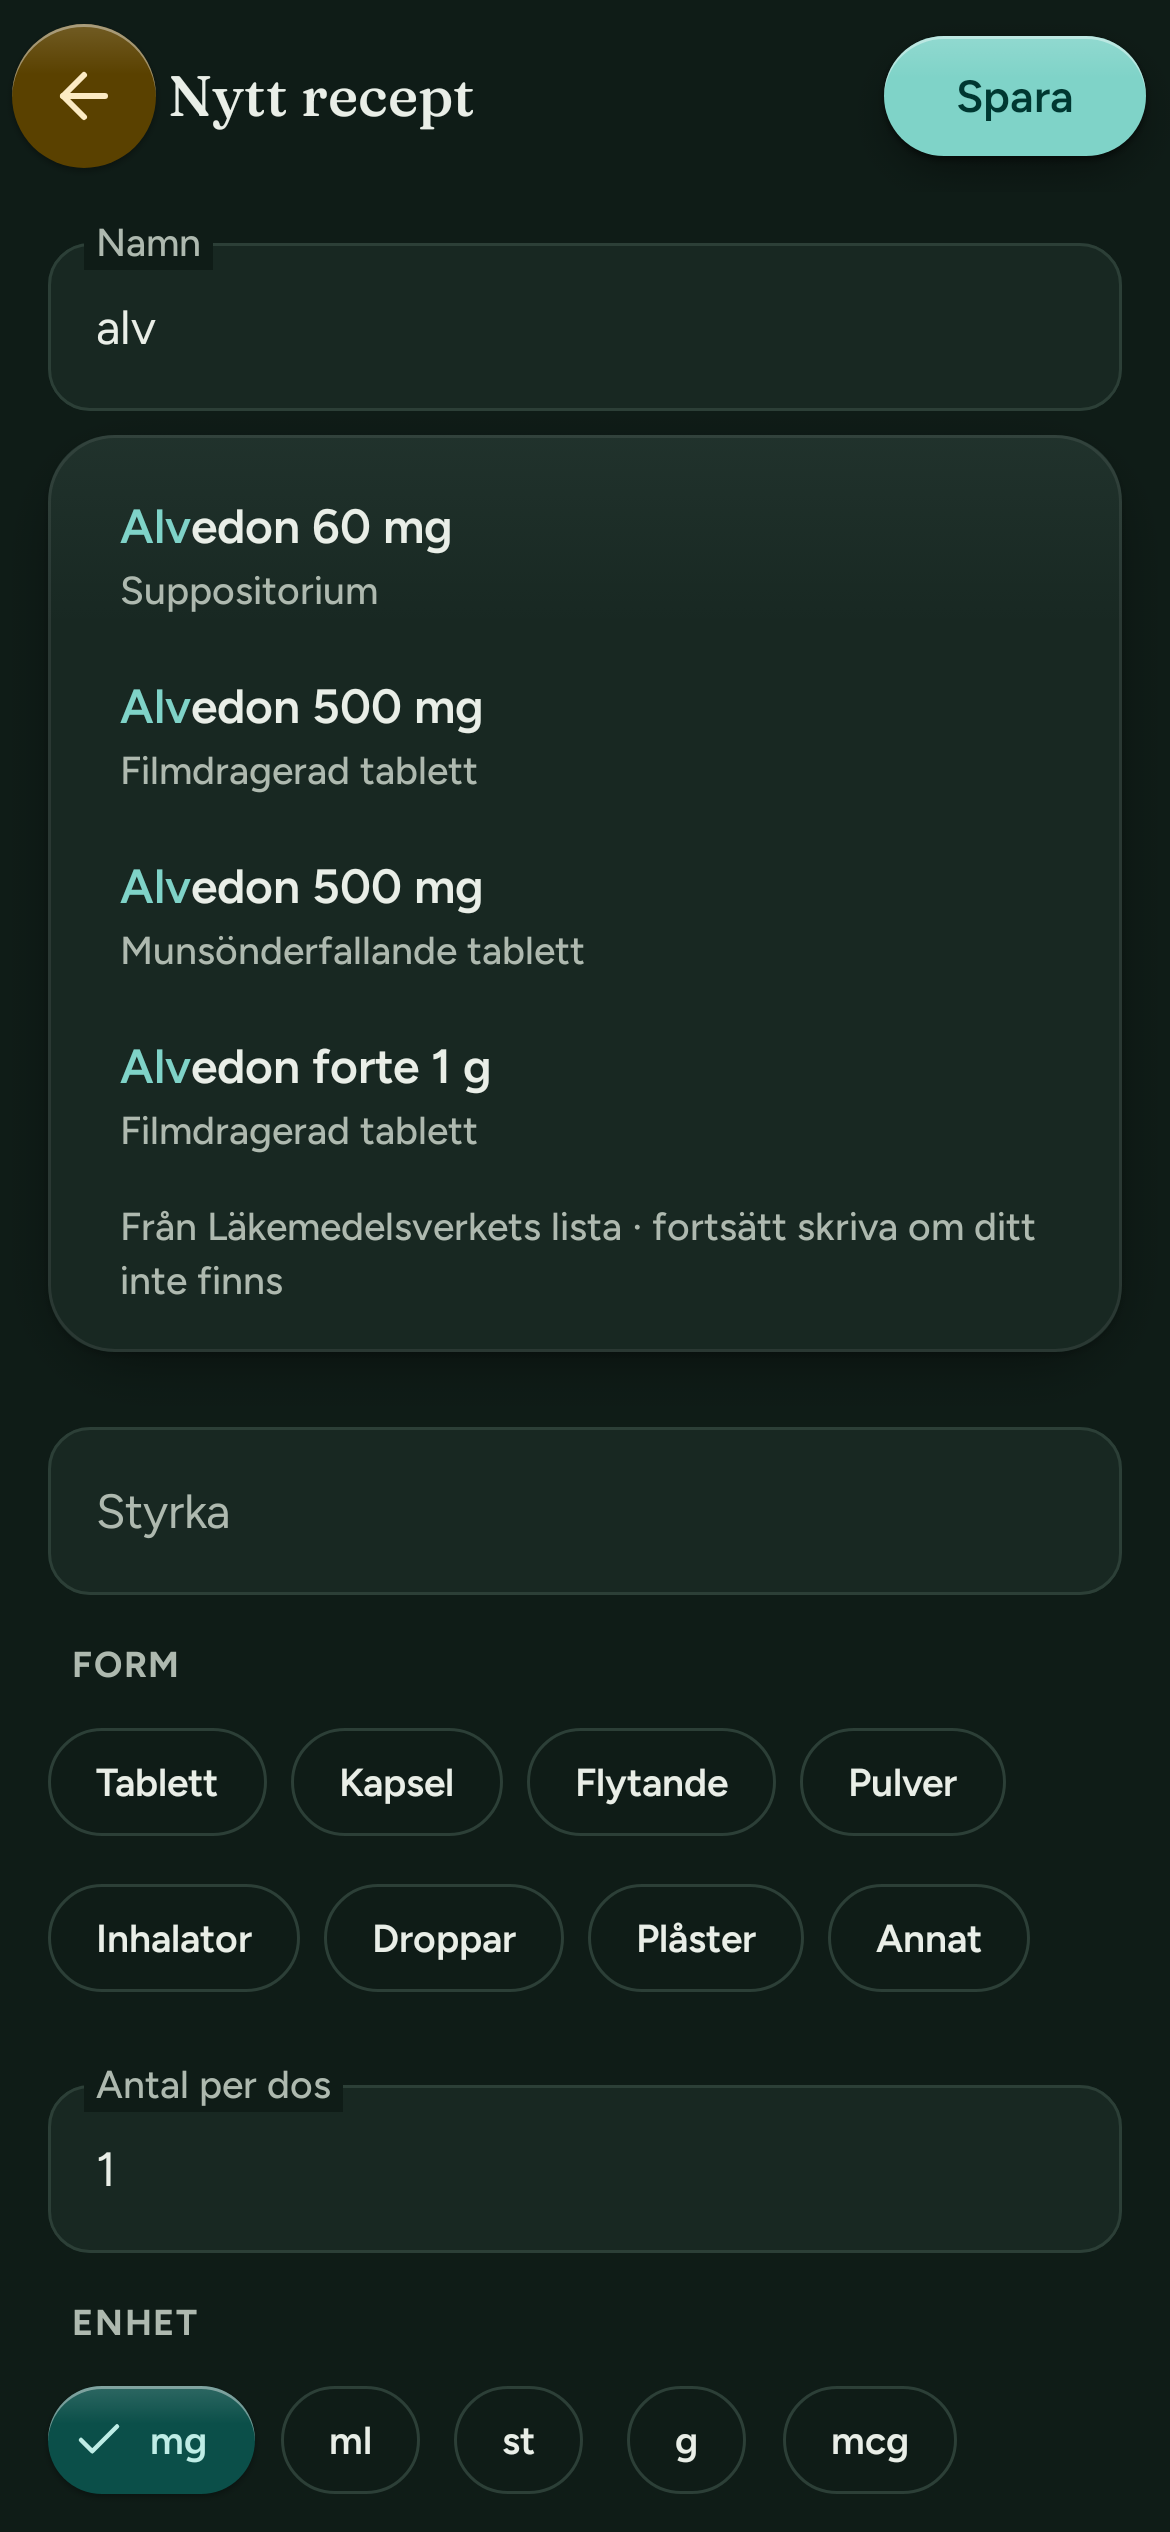 Nytt recept
Spara
Namn
alv
Alvedon 60 mg
Suppositorium
Alvedon 500 mg
Filmdragerad tablett
Alvedon 500 mg
Munsönderfallande tablett
Alvedon forte 1 g
Filmdragerad tablett
Från Läkemedelsverkets lista · fortsätt skriva om ditt
inte finns
Styrka
FORM
Tablett
Kapsel
Flytande
Pulver
Inhalator
Droppar
Plåster
Annat
Antal per dos
1
ENHET
mg
ml
st
g
mcg